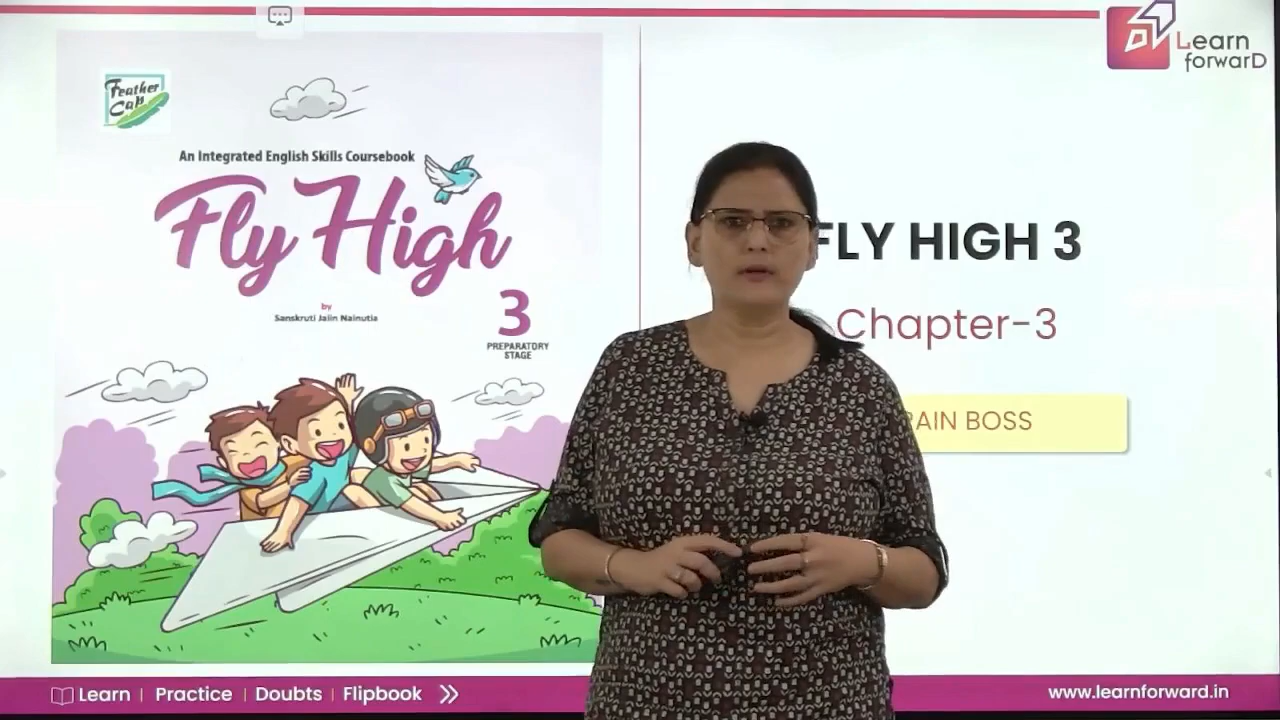 Learn
forwarD
Feather
Cap
An Integrated English Skills Coursebook
Fly High
by
Sanskruti Jalin Nainutia
3
PREPARATORY
STAGE
FLY HIGH 3
Chapter-3
RAIN BOSS
Learn | Practice | Doubts | Flipbook
www.learnforward.in